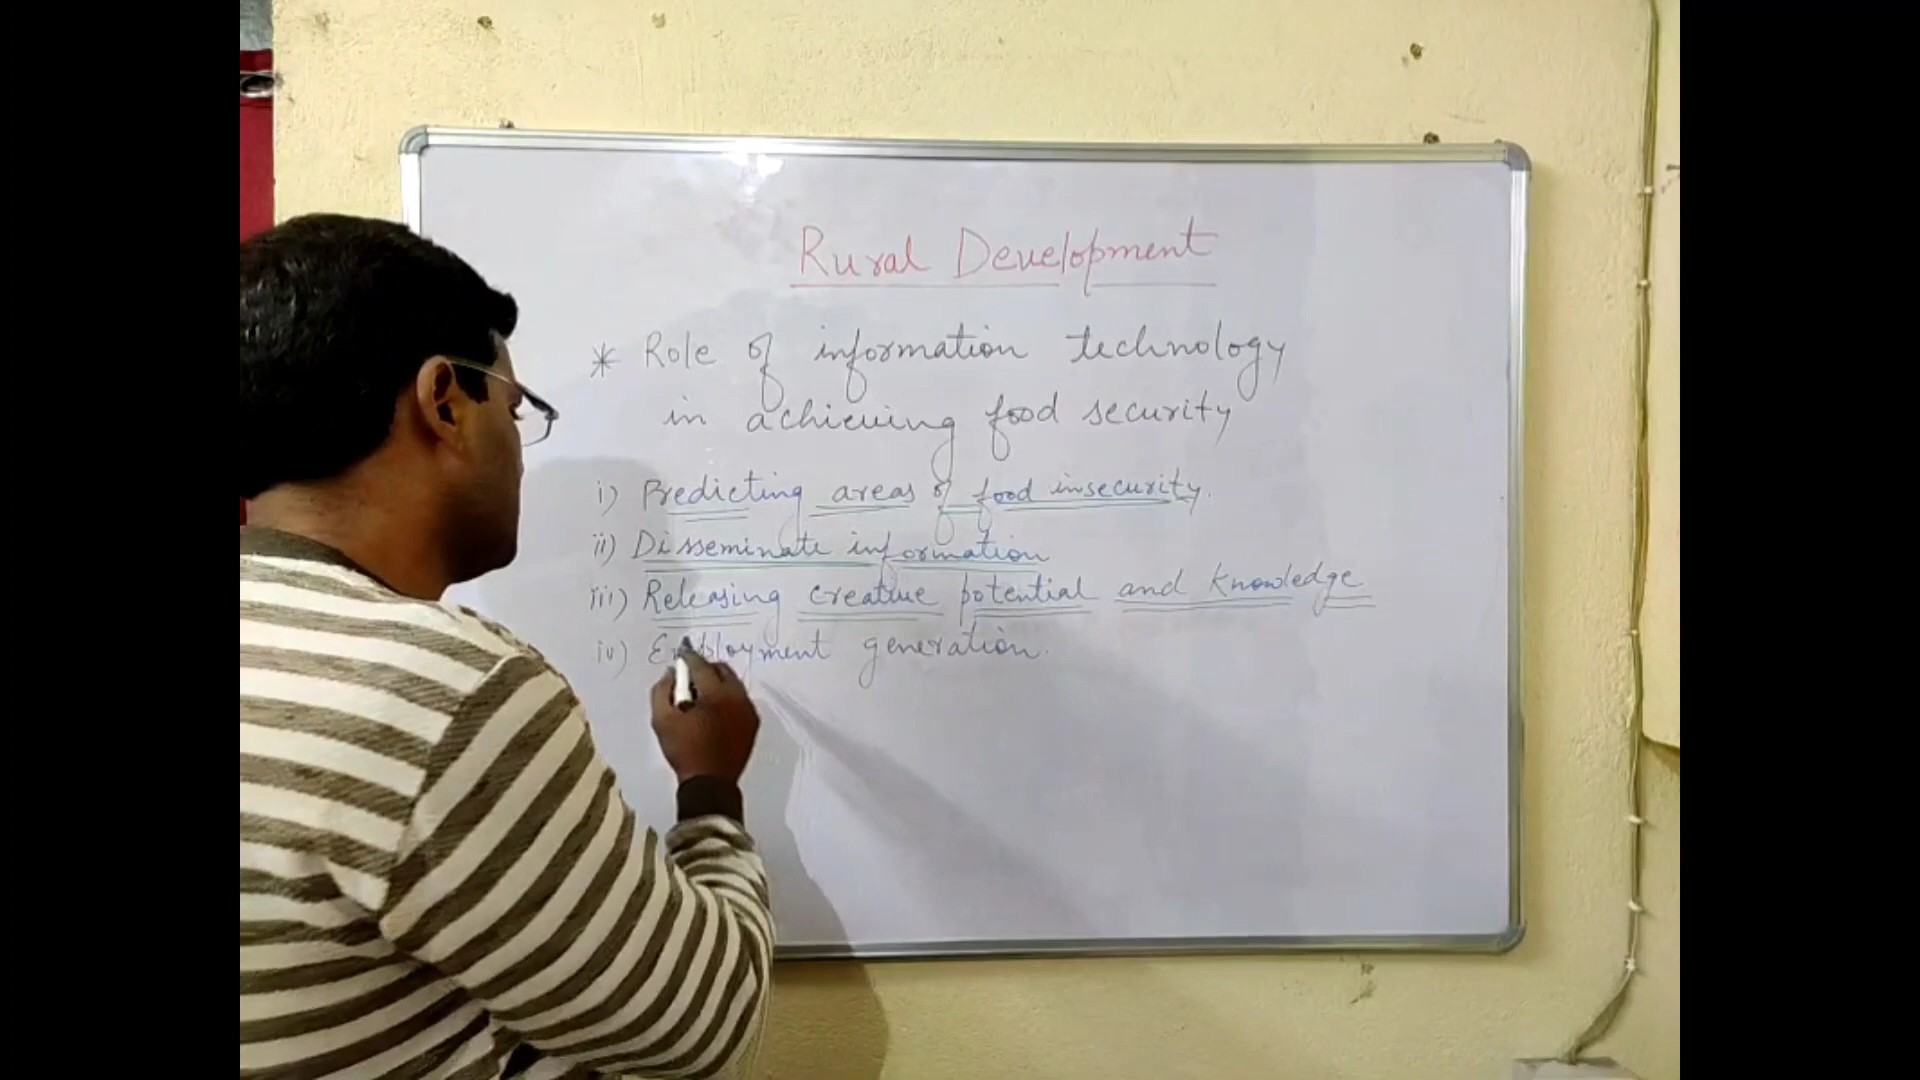 Rural Development
* Role of information technology
in achieving food security
i) Predicting areas of food insecurity.
ii) Disseminate information
iii) Releasing creative potential and knowledge
iv) Employment generation.